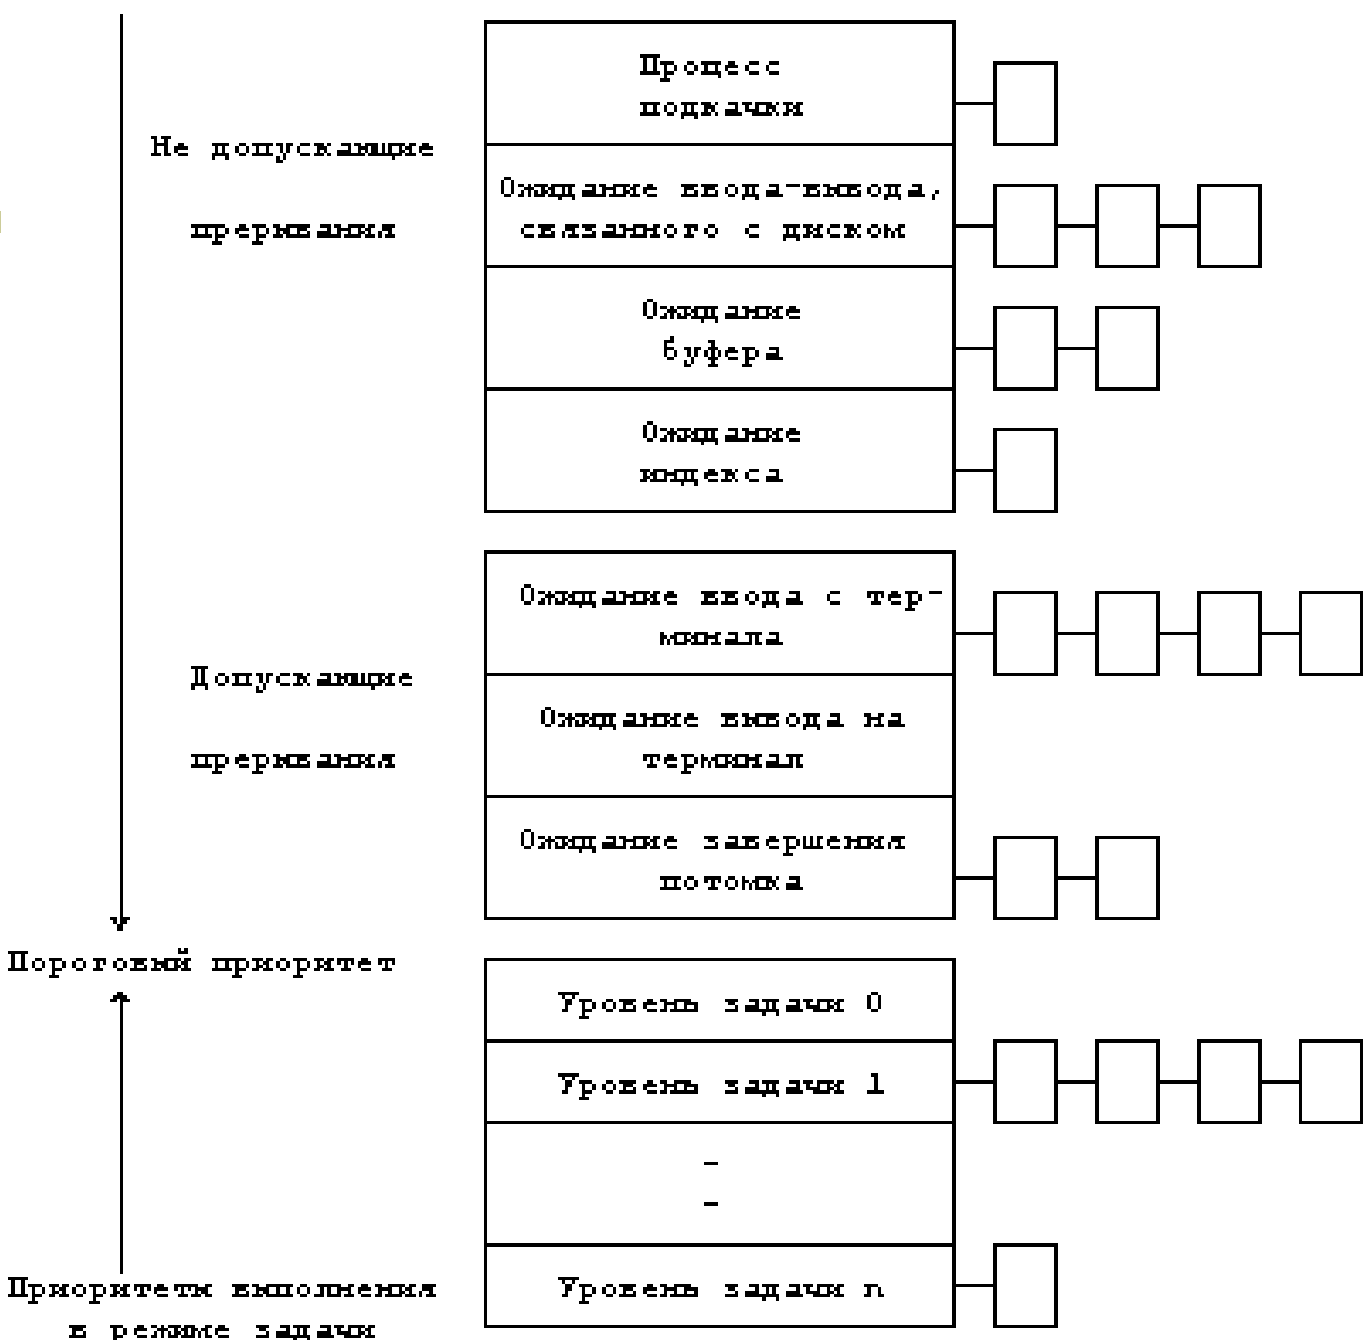 Процесс
подкачки
Не допускающие
прерывания
Ожидание ввода-вывода,
связанного с диском
Ожидание
буфера
Ожидание
индекса
Допускающие
прерывания
Ожидание ввода с тер-
минала
Ожидание вывода на
терминал
Ожидание завершения
потомка
Пороговый приоритет
Уровень задачи 0
Уровень задачи 1
-
-
Уровень задачи n
Приоритеты выполнения
в режиме задачи